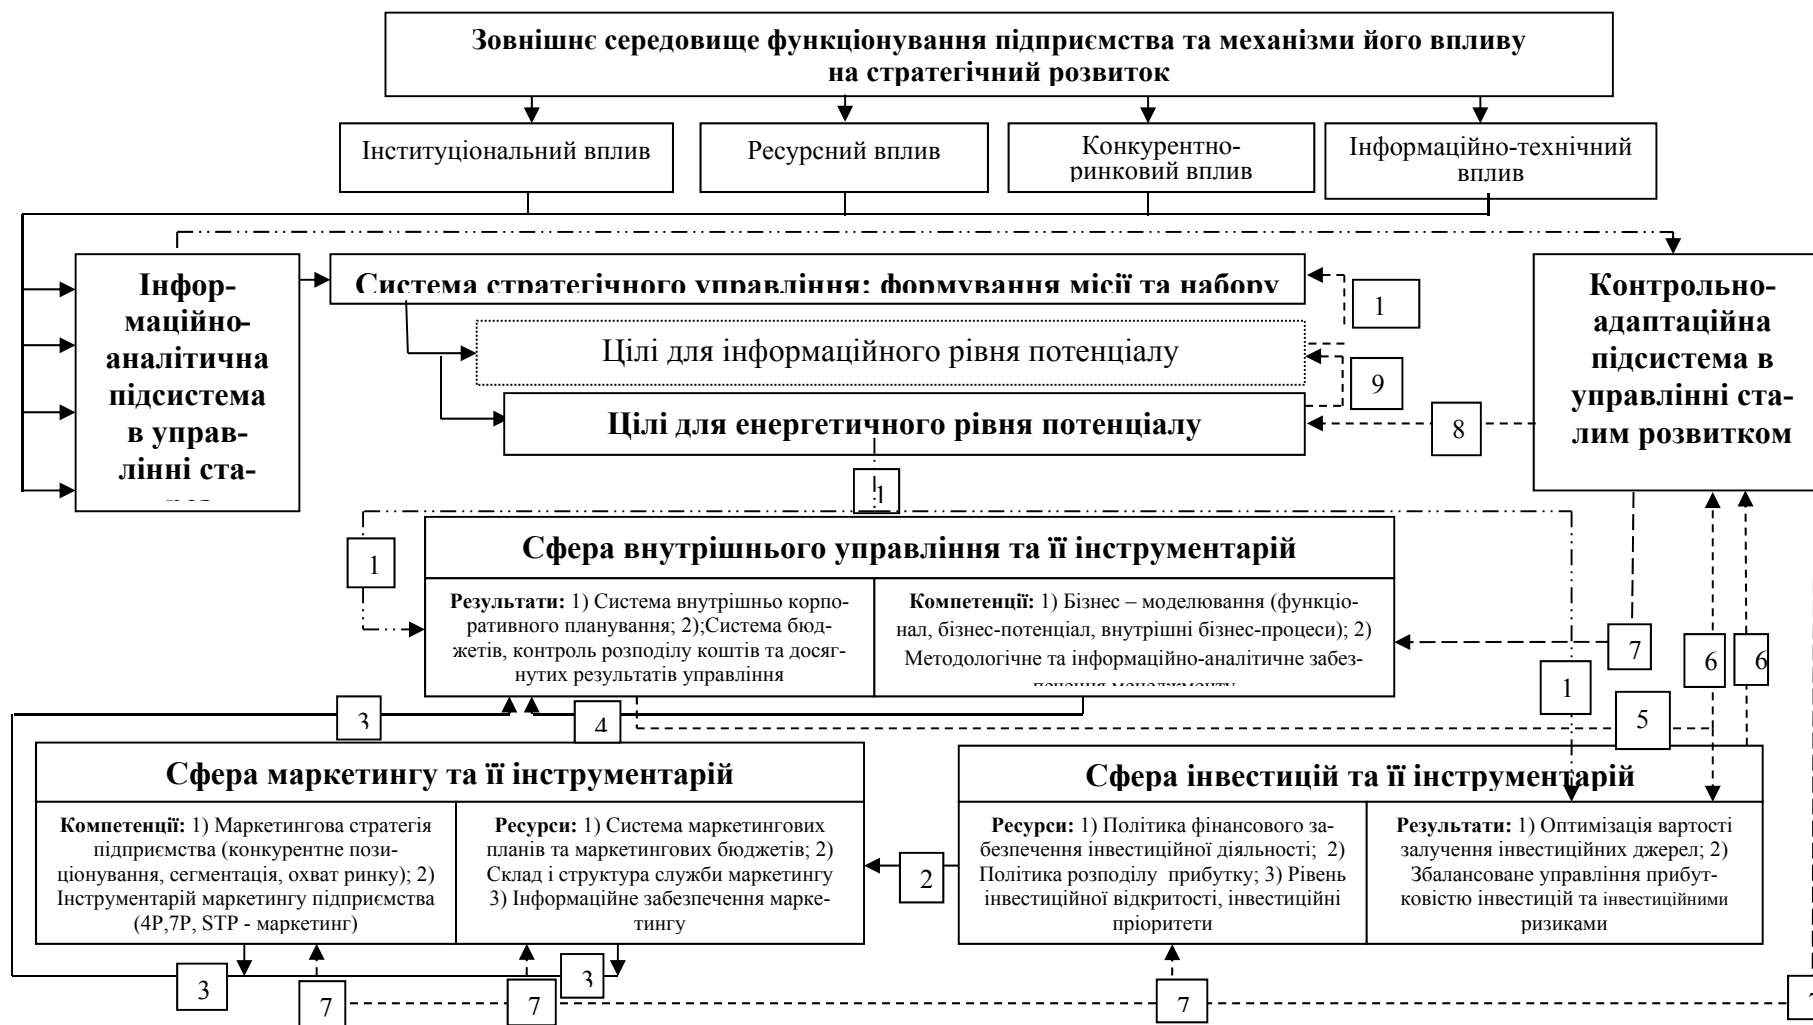 Зовнішнє середовище функціонування підприємства та механізми його впливу
на стратегічний розвиток
Інституціональний вплив
Ресурсний вплив
Конкурентно-
ринковий вплив
Інформаційно-технічний
вплив
Інфор-
маційно-
аналітична
підсистема
в управ-
лінні ста-
Система стратегічного управління: формування місії та набору
1
Цілі для інформаційного рівня потенціалу
9
Цілі для енергетичного рівня потенціалу
8
Контрольно-
адаптаційна
підсистема в
управлінні ста-
лим розвитком
1
1
Сфера внутрішнього управління та її інструментарій
Результати: 1) Система внутрішньо корпо-
ративного планування; 2);Система бюд-
жетів, контроль розподілу коштів та досяг-
нутих результатів управління
Компетенції: 1) Бізнес – моделювання (функціо-
нал, бізнес-потенціал, внутрішні бізнес-процеси); 2)
Методологічне та інформаційно-аналітичне забез-
печення менеджменту
7
6
6
1
3
4
5
Сфера маркетингу та її інструментарій
Компетенції: 1) Маркетингова стратегія
підприємства (конкурентне пози-
ціонування, сегментація, охват ринку); 2)
Інструментарій маркетингу підприємства
(4Р,7Р, STP - маркетинг)
Ресурси: 1) Система маркетингових
планів та маркетингових бюджетів; 2)
Склад і структура служби маркетингу
3) Інформаційне забезпечення марке-
тингу
2
Сфера інвестицій та її інструментарій
Ресурси: 1) Політика фінансового за-
безпечення інвестиційної діяльності; 2)
Політика розподілу прибутку; 3) Рівень
інвестиційної відкритості, інвестиційні
пріоритети
Результати: 1) Оптимізація вартості
залучення інвестиційних джерел; 2)
Збалансоване управління прибут-
ковістю інвестицій та інвестиційними
ризиками
3
7
7
3
7
7